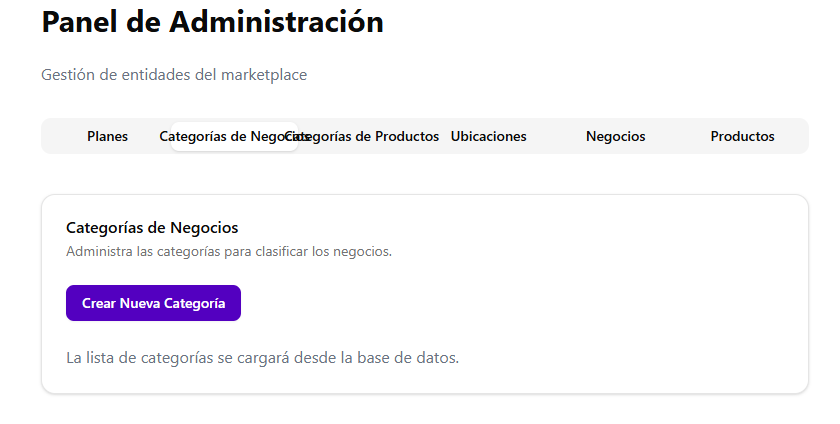 Panel de Administración
Gestión de entidades del marketplace
Planes Categorías de Negocios Categorías de Productos Ubicaciones Negocios Productos
Categorías de Negocios
Administra las categorías para clasificar los negocios.
Crear Nueva Categoría
La lista de categorías se cargará desde la base de datos.